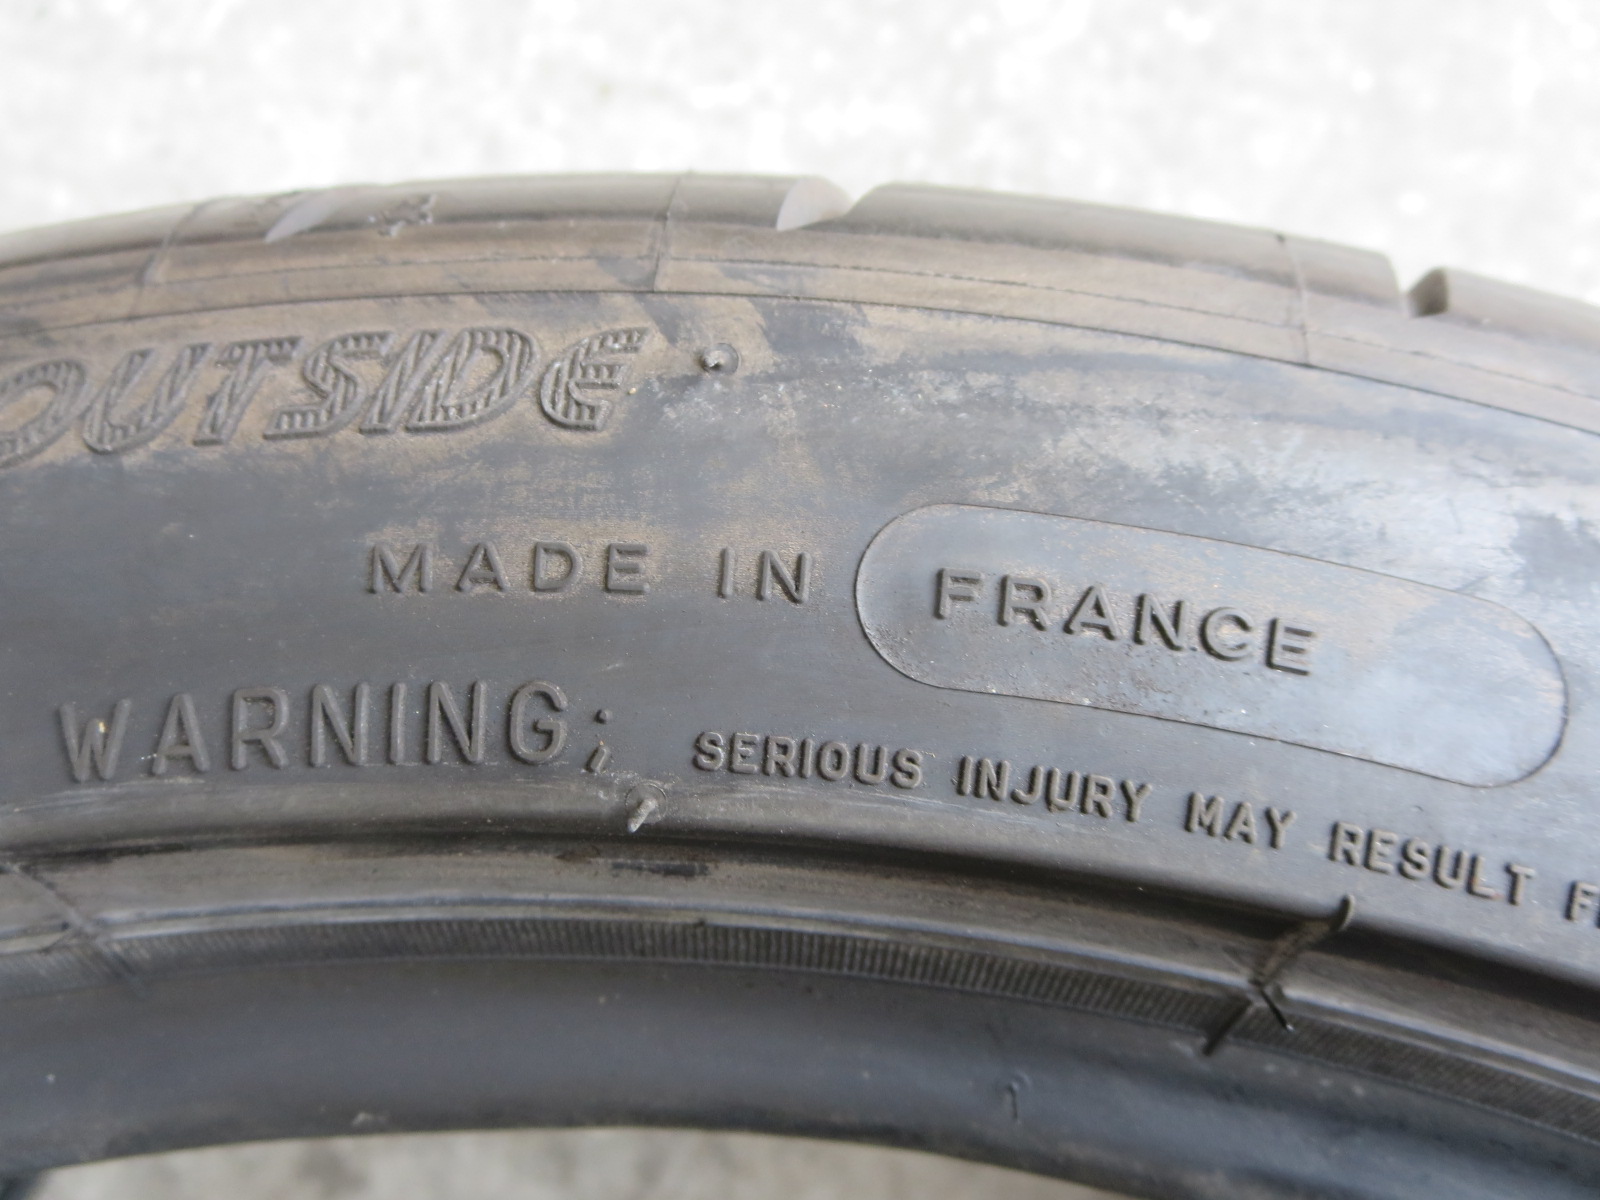 OUTSIDE
MADE IN FRANCE
WARNING; SERIOUS INJURY MAY RESULT